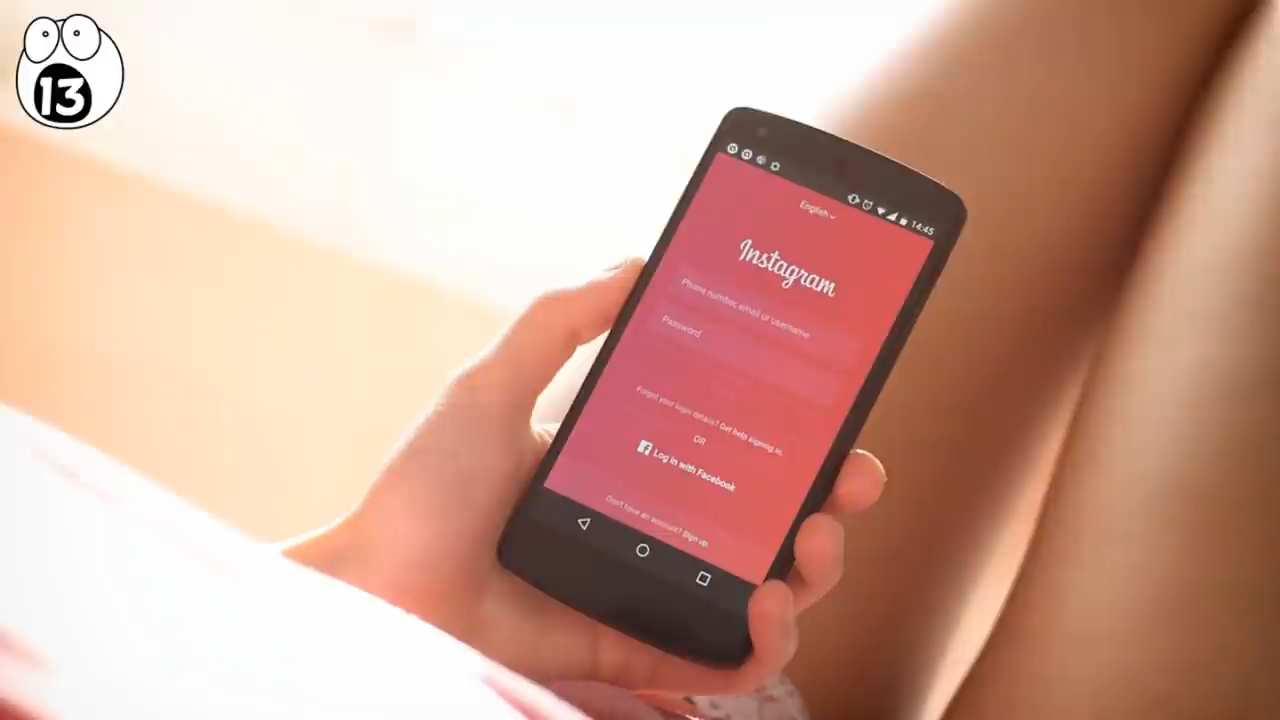 13
14:45
English
Instagram
Phone number, email or username
Password
Forgot your login details? Get help signing in.
OR
Log in with Facebook
Don't have an account? Sign up.